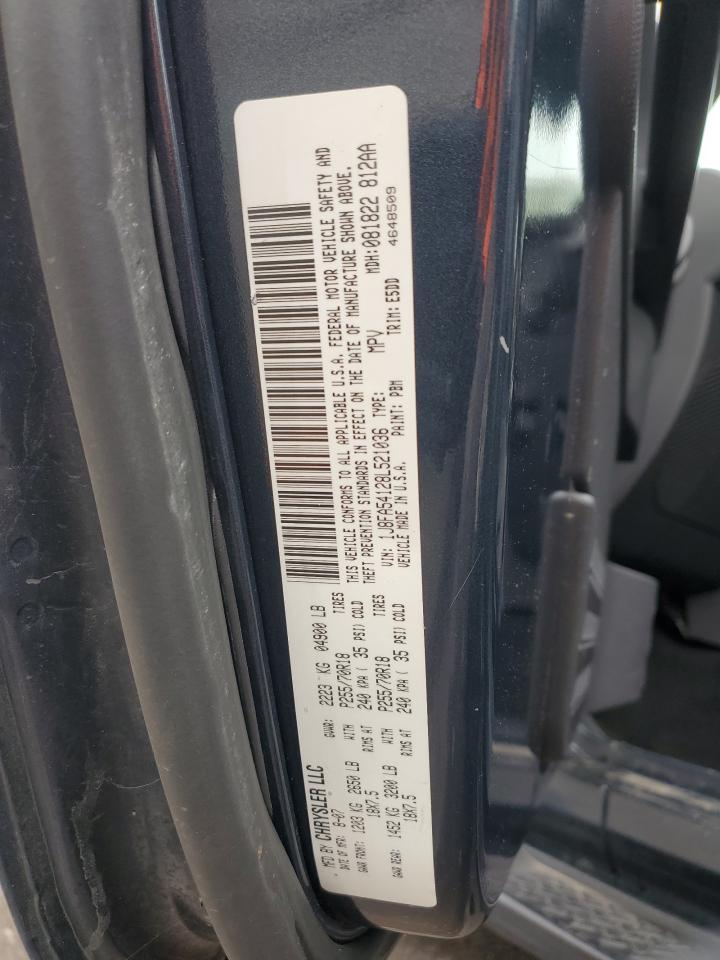 MFD BY CHRYSLER LLC
DATE OF MFR: 8-07 GVWR: 2223 KG 04900 LB
GAWR FRONT: 1203 KG 2650 LB WITH P255/70R18 TIRES
18X7.5 RIMS AT 240 KPA ( 35 PSI) COLD
GAWR REAR: 1452 KG 3200 LB WITH P255/70R18 TIRES
18X7.5 RIMS AT 240 KPA ( 35 PSI) COLD
THIS VEHICLE CONFORMS TO ALL APPLICABLE U.S.A. FEDERAL MOTOR VEHICLE SAFETY AND
THEFT PREVENTION STANDARDS IN EFFECT ON THE DATE OF MANUFACTURE SHOWN ABOVE.
VIN: 1J8FA54128L521036 TYPE: MPV MDH: 081822 812AA
VEHICLE MADE IN U.S.A. PAINT: PBM TRIM: E5DD 4648509